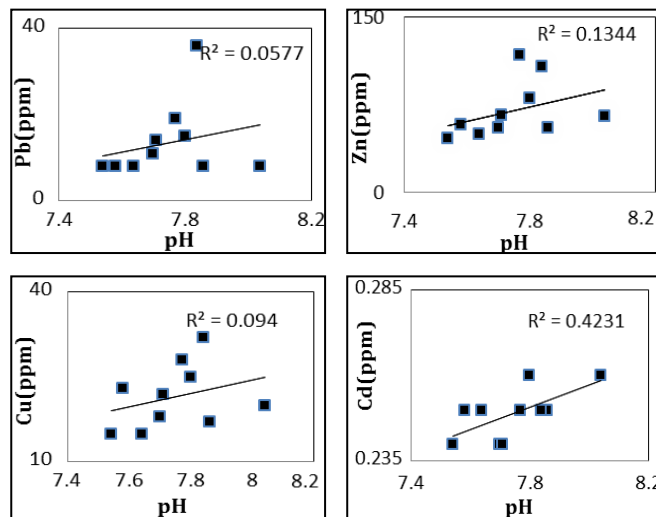 40
R² = 0.0577
Pb(ppm)
0
7.4 7.8 8.2
pH
150
R² = 0.1344
Zn(ppm)
0
7.4 7.8 8.2
pH
40
R² = 0.094
Cu(ppm)
10
7.4 7.6 7.8 8 8.2
pH
0.285
R² = 0.4231
Cd(ppm)
0.235
7.4 7.8 8.2
pH